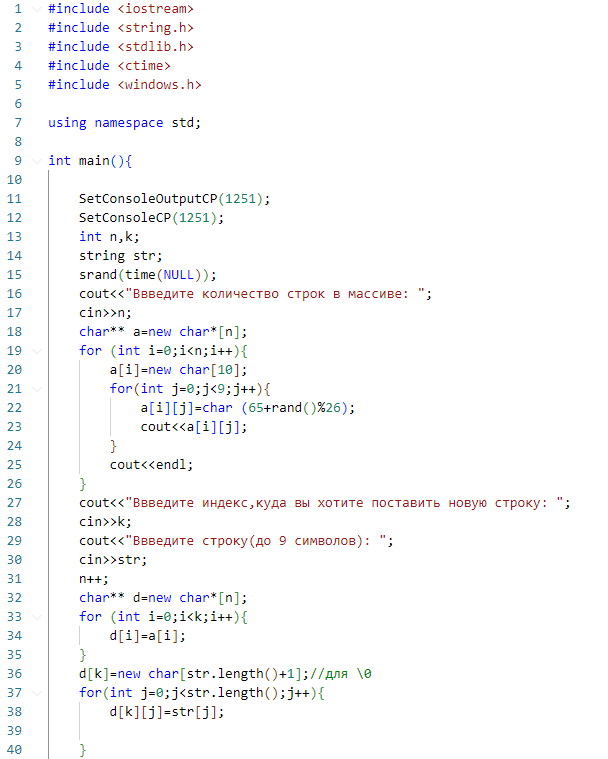 1 #include <iostream>
2 #include <string.h>
3 #include <stdlib.h>
4 #include <ctime>
5 #include <windows.h>
6
7 using namespace std;
8
9 int main(){
10
11     SetConsoleOutputCP(1251);
12     SetConsoleCP(1251);
13     int n,k;
14     string str;
15     srand(time(NULL));
16     cout<<"Ввведите количество строк в массиве: ";
17     cin>>n;
18     char** a=new char*[n];
19     for (int i=0;i<n;i++){
20         a[i]=new char[10];
21         for(int j=0;j<9;j++){
22             a[i][j]=char (65+rand()%26);
23             cout<<a[i][j];
24         }
25         cout<<endl;
26     }
27     cout<<"Ввведите индекс,куда вы хотите поставить новую строку: ";
28     cin>>k;
29     cout<<"Ввведите строку(до 9 символов): ";
30     cin>>str;
31     n++;
32     char** d=new char*[n];
33     for (int i=0;i<k;i++){
34         d[i]=a[i];
35     }
36     d[k]=new char[str.length()+1];//для \0
37     for(int j=0;j<str.length();j++){
38         d[k][j]=str[j];
39
40     }